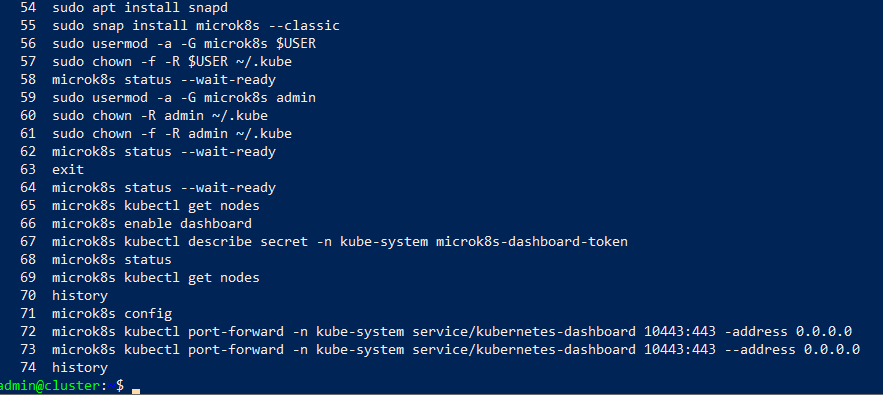 54 sudo apt install snapd
55 sudo snap install microk8s --classic
56 sudo usermod -a -G microk8s $USER
57 sudo chown -f -R $USER ~/.kube
58 microk8s status --wait-ready
59 sudo usermod -a -G microk8s admin
60 sudo chown -R admin ~/.kube
61 sudo chown -f -R admin ~/.kube
62 microk8s status --wait-ready
63 exit
64 microk8s status --wait-ready
65 microk8s kubectl get nodes
66 microk8s enable dashboard
67 microk8s kubectl describe secret -n kube-system microk8s-dashboard-token
68 microk8s status
69 microk8s kubectl get nodes
70 history
71 microk8s config
72 microk8s kubectl port-forward -n kube-system service/kubernetes-dashboard 10443:443 -address 0.0.0.0
73 microk8s kubectl port-forward -n kube-system service/kubernetes-dashboard 10443:443 --address 0.0.0.0
74 history
admin@cluster: $